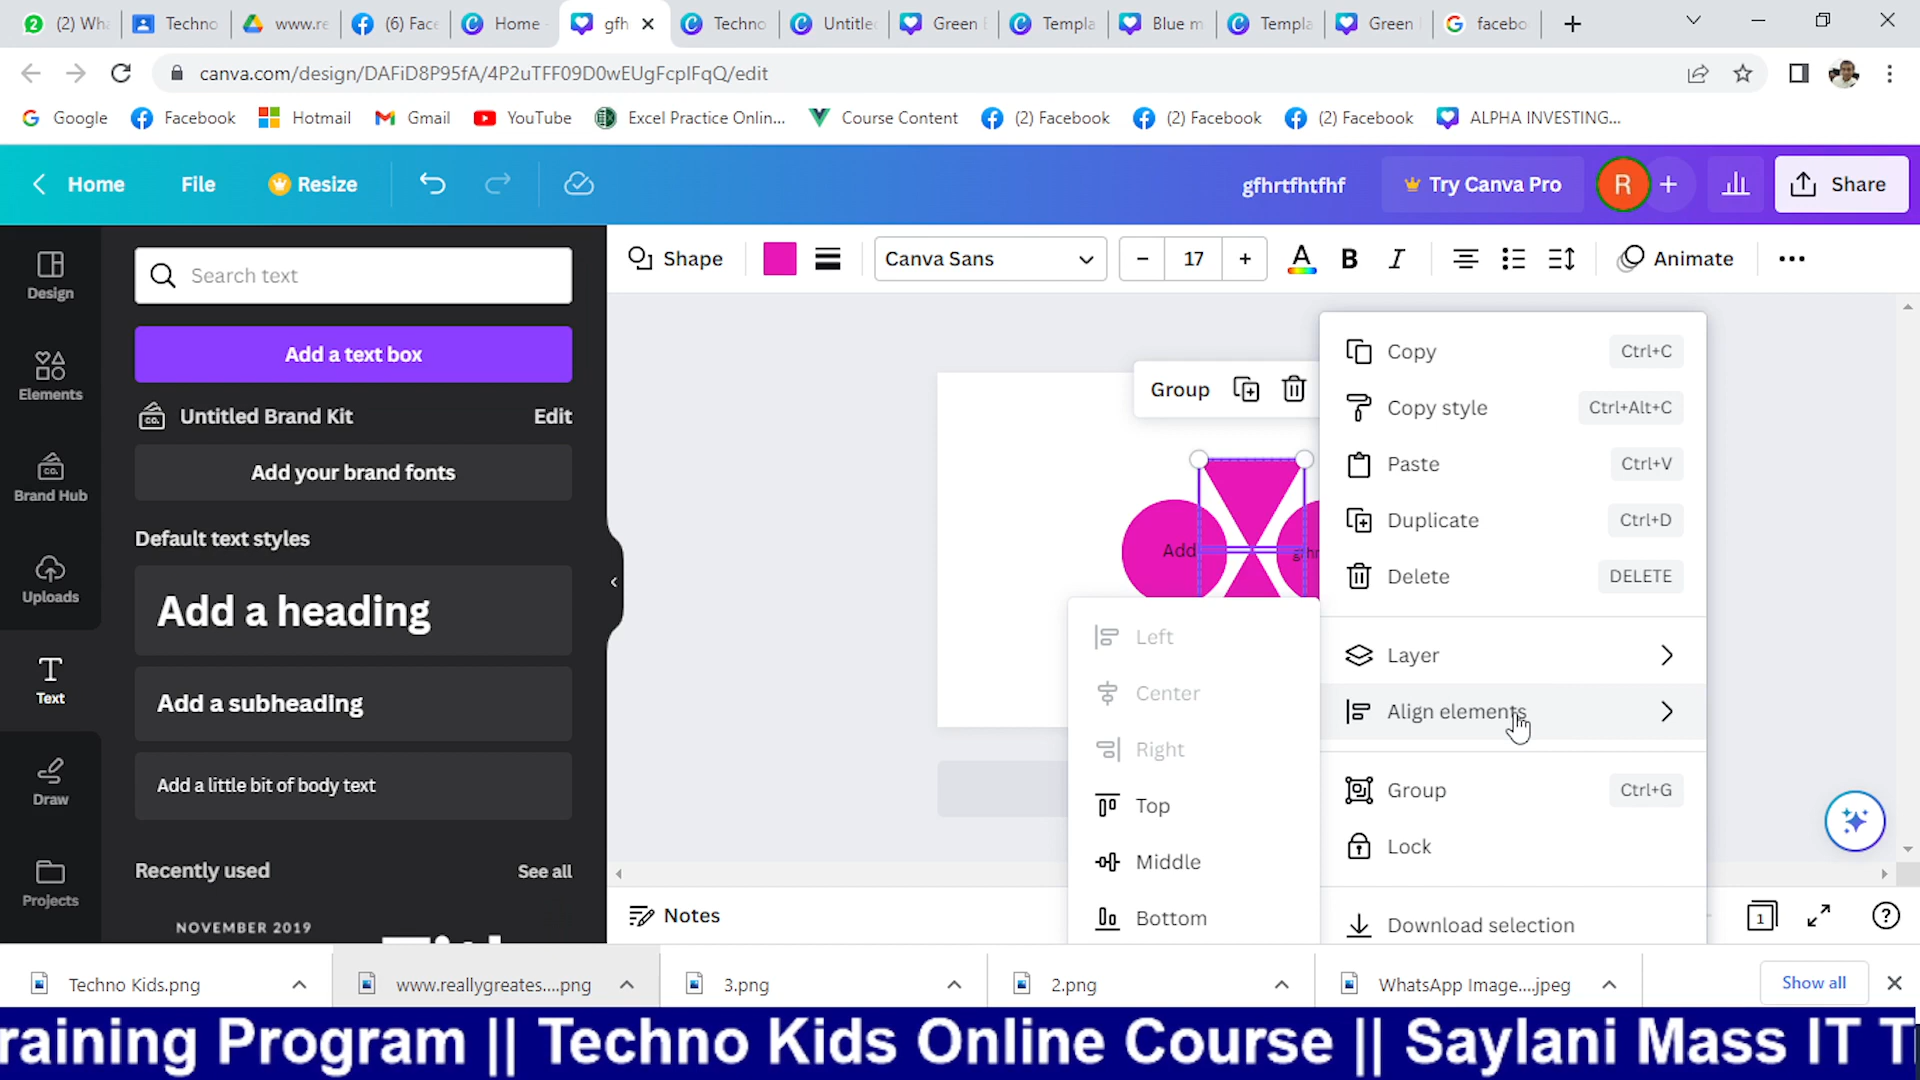 (2) Wha
Techno
www.re
(6) Face
Home
gfh
Techno
Untitle
Green
Templa
Blue m
Templa
Green
facebo
canva.com/design/DAFiD8P95fA/4P2uTFF09D0wEUgFcpIFqQ/edit
Google
Facebook
Hotmail
Gmail
YouTube
Excel Practice Onlin...
Course Content
(2) Facebook
(2) Facebook
(2) Facebook
ALPHA INVESTING...
Home
File
Resize
gfhrtfhtfhf
Try Canva Pro
R
Share
Design
Elements
Brand Hub
Uploads
Text
Draw
Projects
Search text
Add a text box
Untitled Brand Kit
Edit
Add your brand fonts
Default text styles
Add a heading
Add a subheading
Add a little bit of body text
Recently used
See all
NOVEMBER 2019
Shape
Canva Sans
17
A
B
I
Animate
Group
Add
gfhr
Copy
Ctrl+C
Copy style
Ctrl+Alt+C
Paste
Ctrl+V
Duplicate
Ctrl+D
Delete
DELETE
Layer
Align elements
Group
Ctrl+G
Lock
Download selection
Left
Center
Right
Top
Middle
Bottom
Notes
1
Techno Kids.png
www.reallygreates....png
3.png
2.png
WhatsApp Image....jpeg
Show all
raining Program || Techno Kids Online Course || Saylani Mass IT T